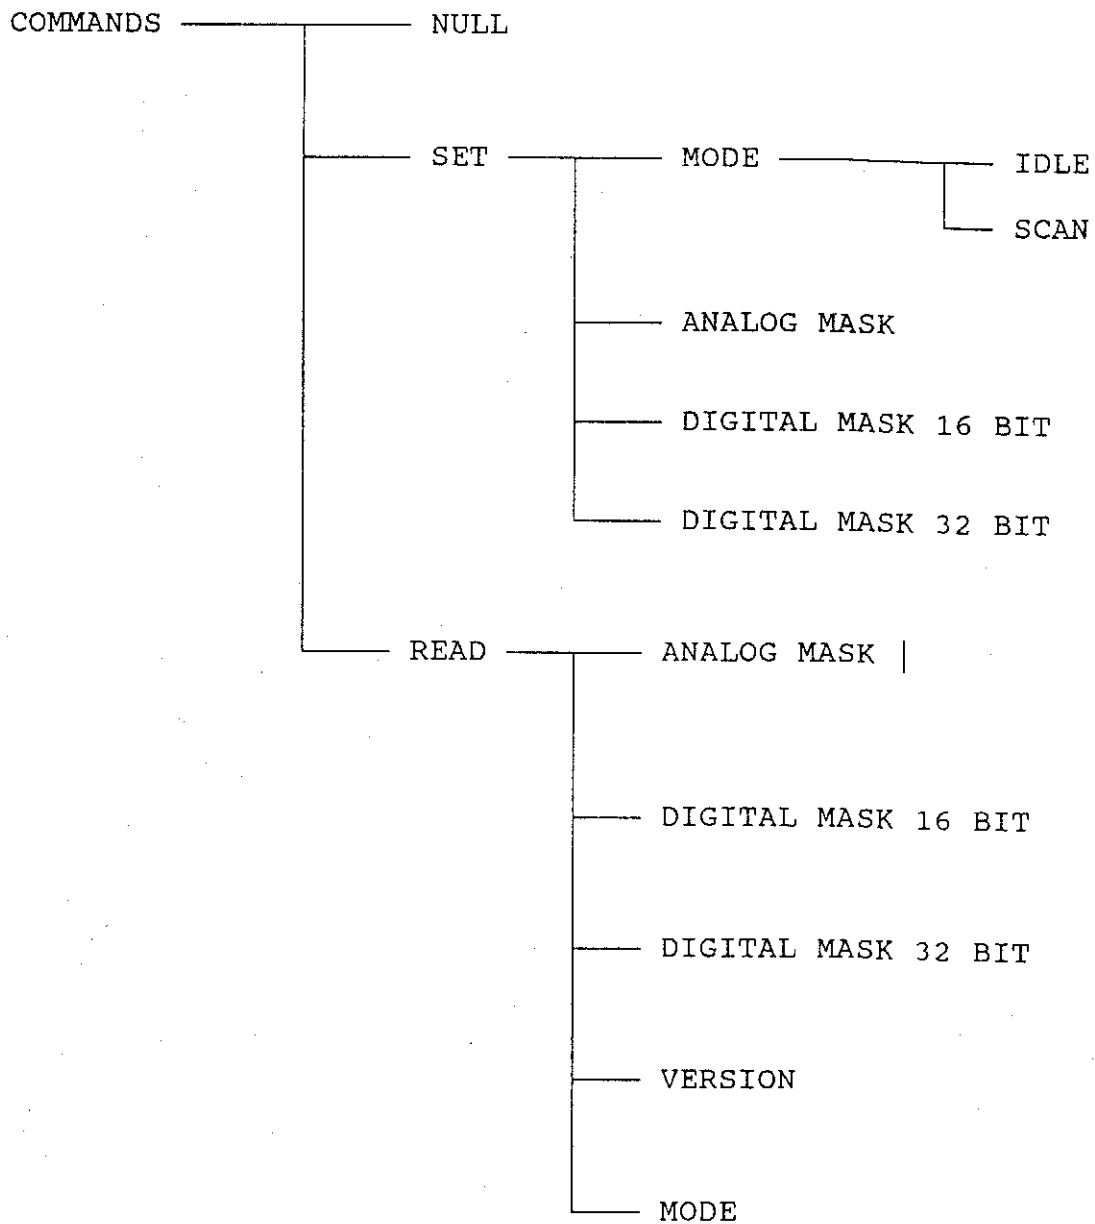 COMMANDS NULL
SET MODE IDLE
SCAN
ANALOG MASK
DIGITAL MASK 16 BIT
DIGITAL MASK 32 BIT
READ ANALOG MASK |
DIGITAL MASK 16 BIT
DIGITAL MASK 32 BIT
VERSION
MODE